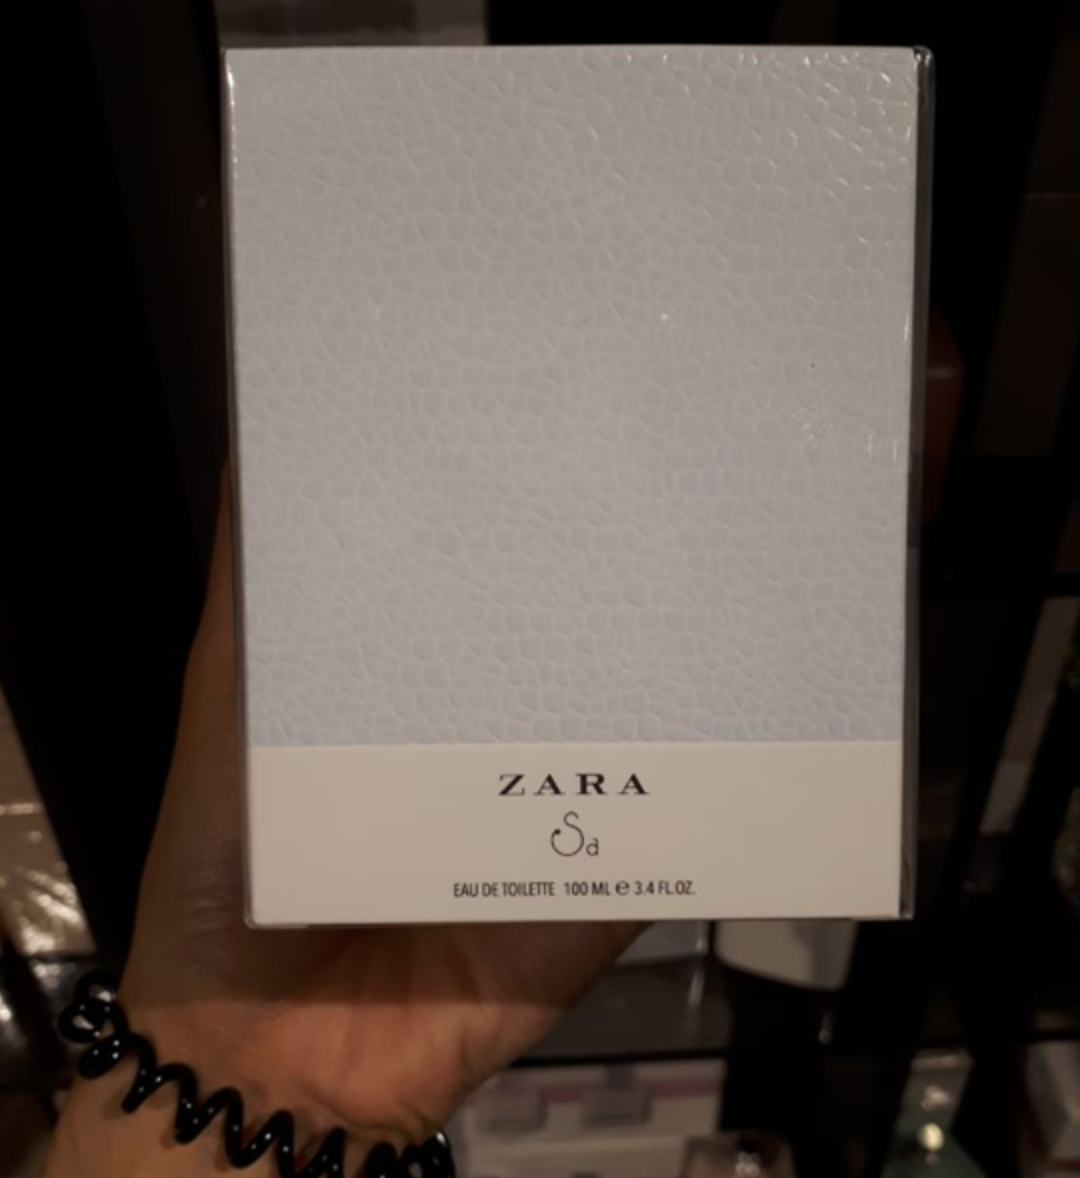 ZARA
Sd
EAU DE TOILETTE 100 ML ℮ 3.4 FL.OZ.